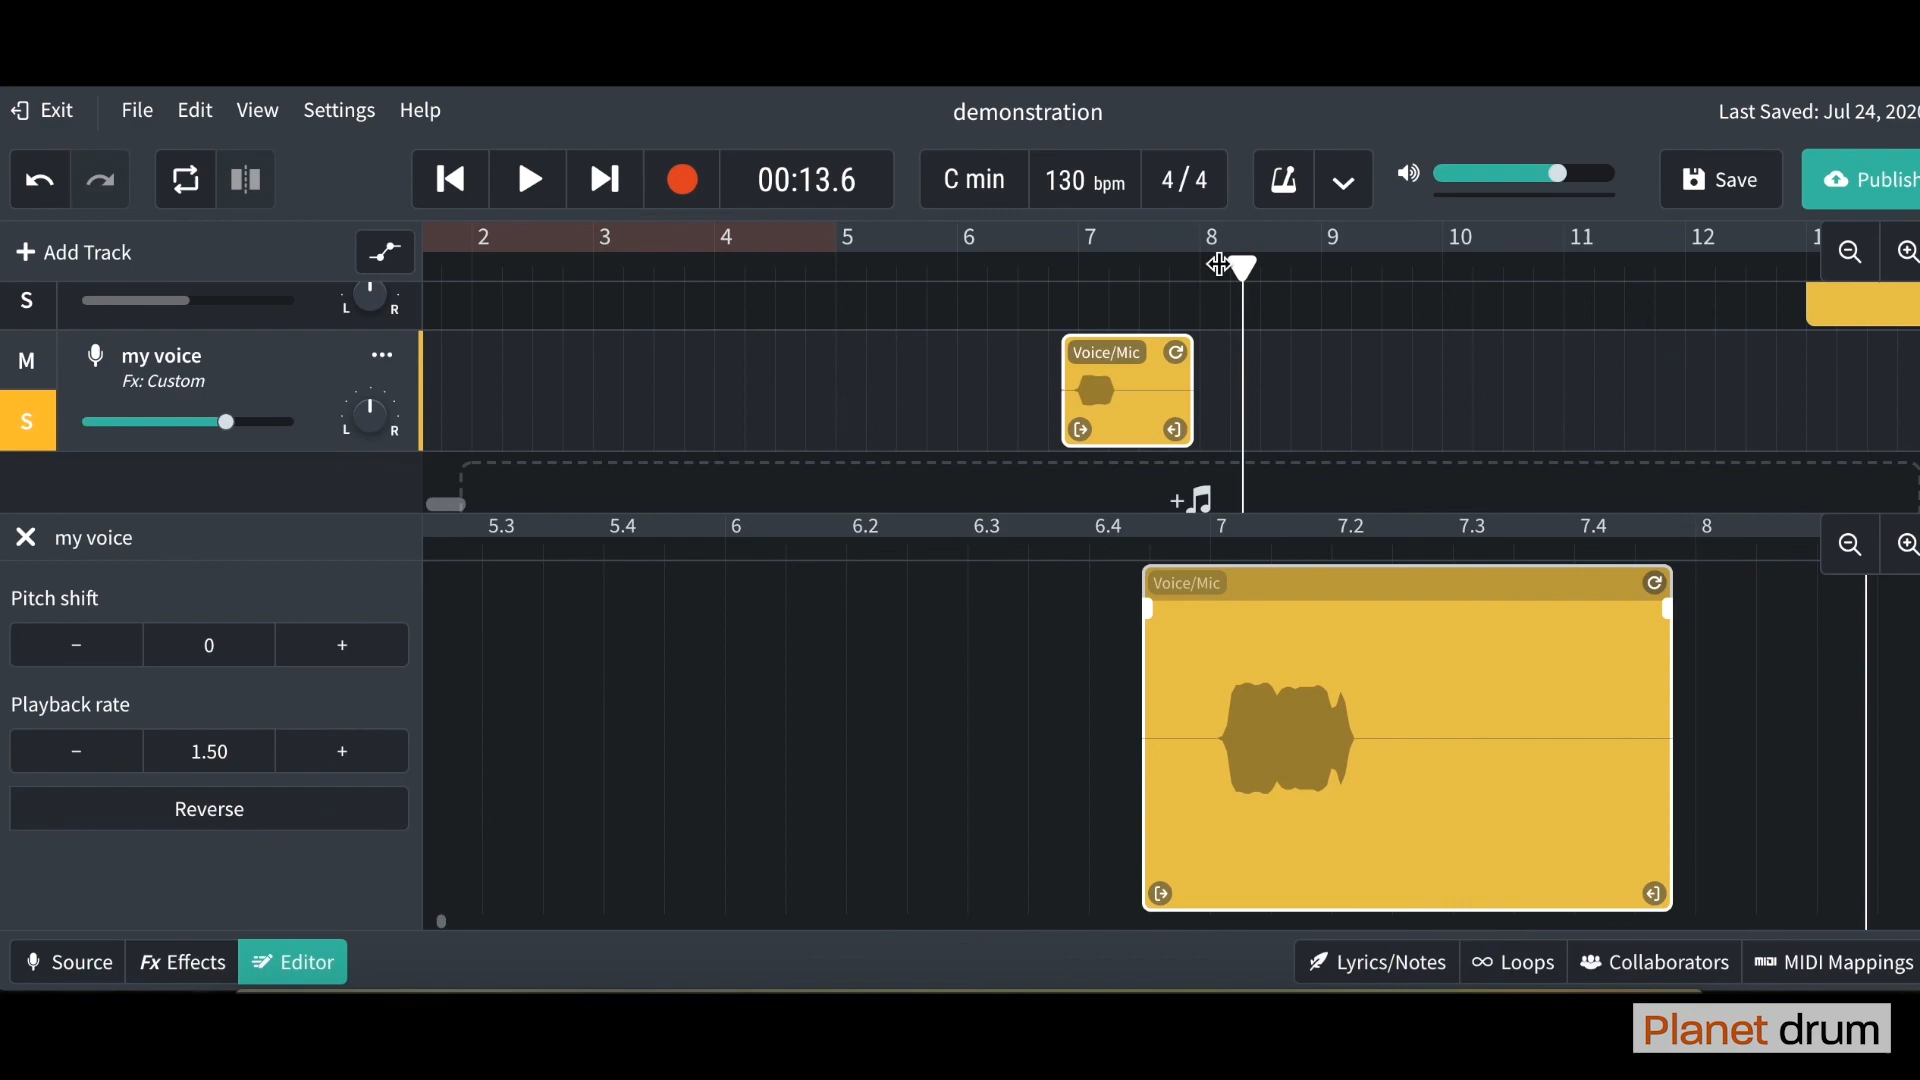 Exit File Edit View Settings Help demonstration Last Saved: Jul 24, 202
00:13.6 C min 130 bpm 4 / 4 Save Publish
Add Track 2 3 4 5 6 7 8 9 10 11 12
S L R
M my voice Voice/Mic
Fx: Custom
S L R
+
my voice 5.3 5.4 6 6.2 6.3 6.4 7 7.2 7.3 7.4 8
Voice/Mic
Pitch shift
− 0 +
Playback rate
− 1.50 +
Reverse
Source Fx Effects Editor Lyrics/Notes Loops Collaborators MIDI MIDI Mappings
Planet drum